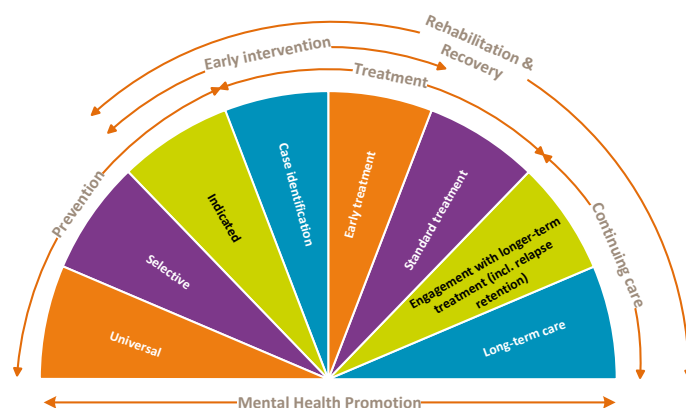 Rehabilitation &
Recovery
Early intervention
Treatment
Prevention
Continuing care
Universal
Selective
Indicated
Case identification
Early treatment
Standard treatment
Engagement with longer-term
treatment (incl. relapse
retention)
Long-term care
Mental Health Promotion